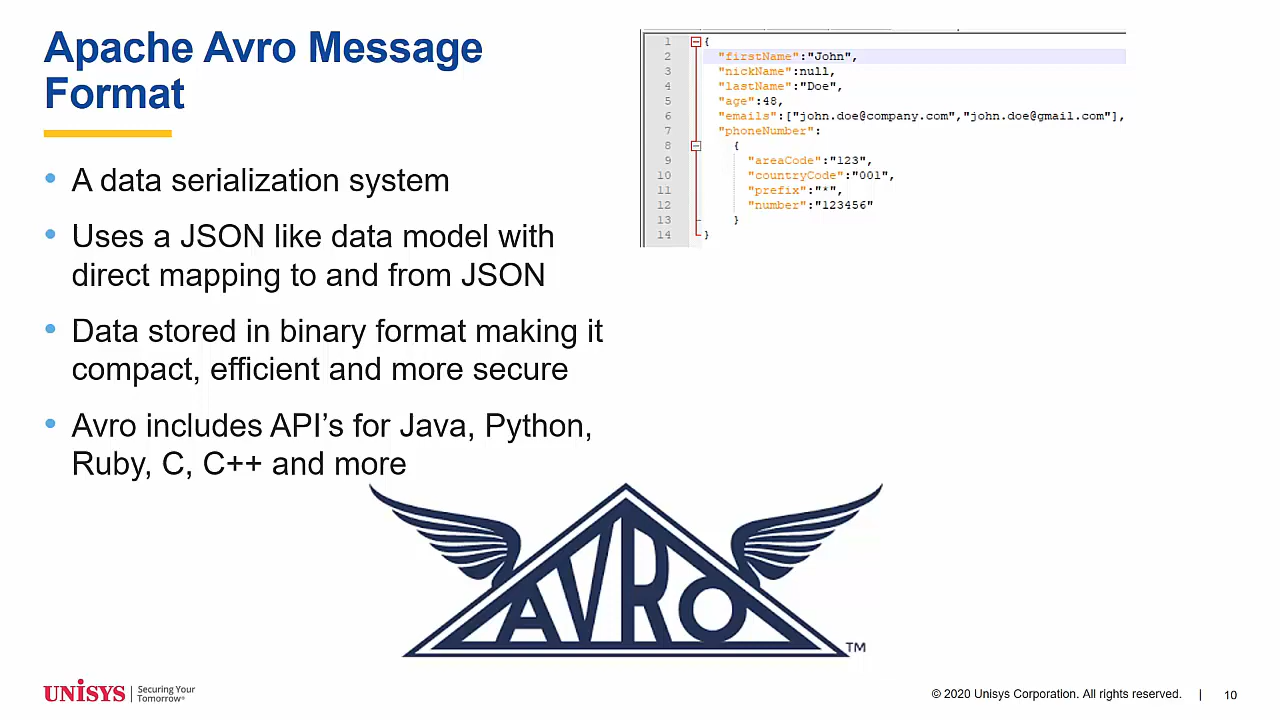 Apache Avro Message
Format
• A data serialization system
• Uses a JSON like data model with
direct mapping to and from JSON
• Data stored in binary format making it
compact, efficient and more secure
• Avro includes API’s for Java, Python,
Ruby, C, C++ and more
1 {
2 "firstName":"John",
3 "nickName":null,
4 "lastName":"Doe",
5 "age":48,
6 "emails":["john.doe@company.com","john.doe@gmail.com"],
7 "phoneNumber":
8 {
9 "areaCode":"123",
10 "countryCode":"001",
11 "prefix":"*",
12 "number":"123456"
13 }
14 }
AVRO
TM
UNISYS | Securing Your
Tomorrow®
© 2020 Unisys Corporation. All rights reserved. | 10